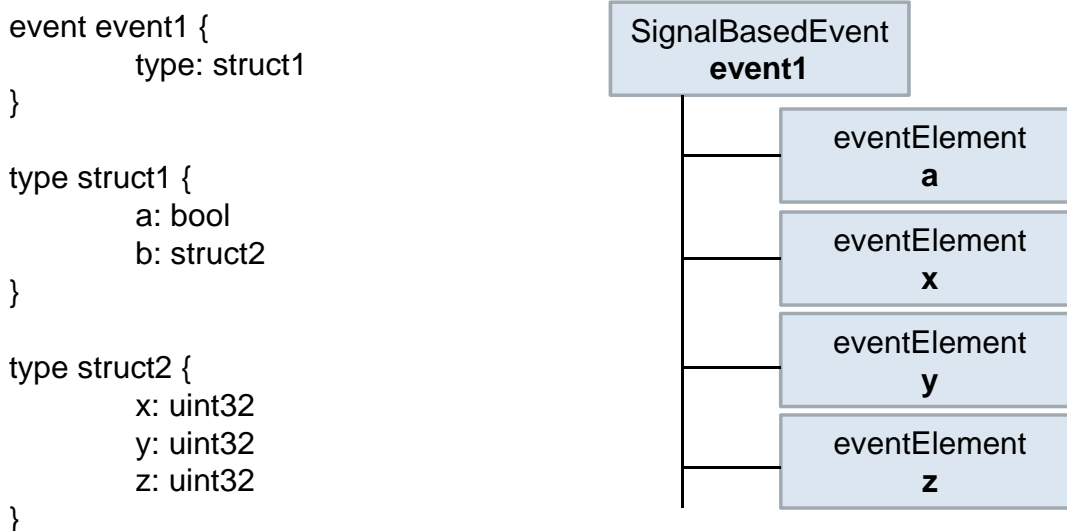 event event1 {
type: struct1
}
type struct1 {
a: bool
b: struct2
}
type struct2 {
x: uint32
y: uint32
z: uint32
}
SignalBasedEvent
event1
eventElement
a
eventElement
x
eventElement
y
eventElement
z